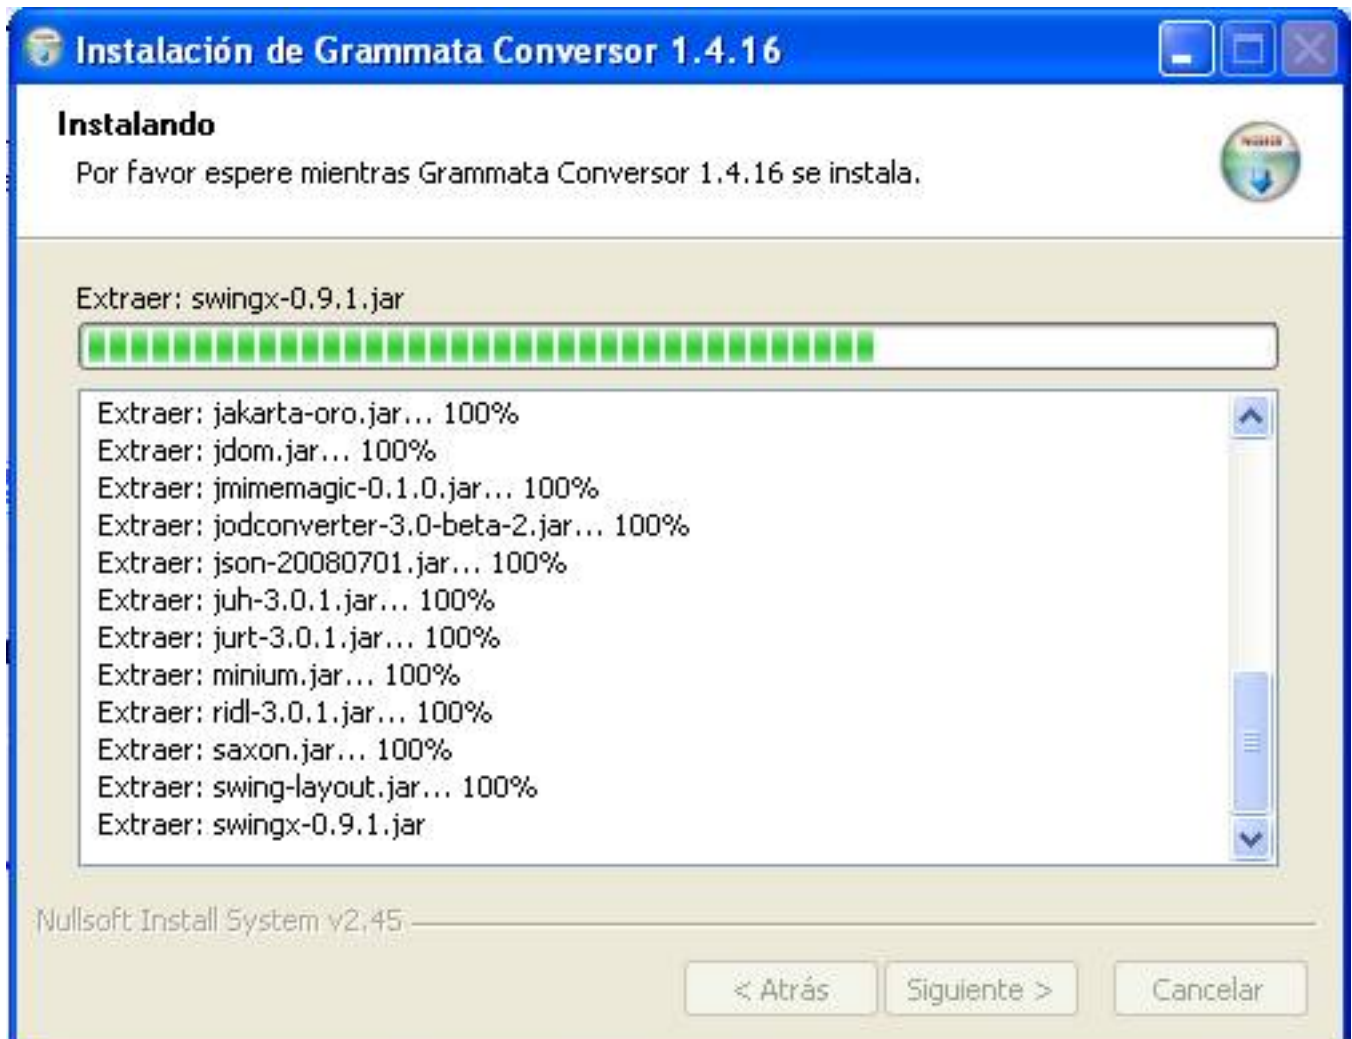 Instalación de Grammata Conversor 1.4.16
Instalando
Por favor espere mientras Grammata Conversor 1.4.16 se instala.
Extraer: swingx-0.9.1.jar
Extraer: jakarta-oro.jar... 100%
Extraer: jdom.jar... 100%
Extraer: jmimemagic-0.1.0.jar... 100%
Extraer: jodconverter-3.0-beta-2.jar... 100%
Extraer: json-20080701.jar... 100%
Extraer: juh-3.0.1.jar... 100%
Extraer: jurt-3.0.1.jar... 100%
Extraer: minium.jar... 100%
Extraer: ridl-3.0.1.jar... 100%
Extraer: saxon.jar... 100%
Extraer: swing-layout.jar... 100%
Extraer: swingx-0.9.1.jar
Nullsoft Install System v2.45
< Atrás
Siguiente >
Cancelar